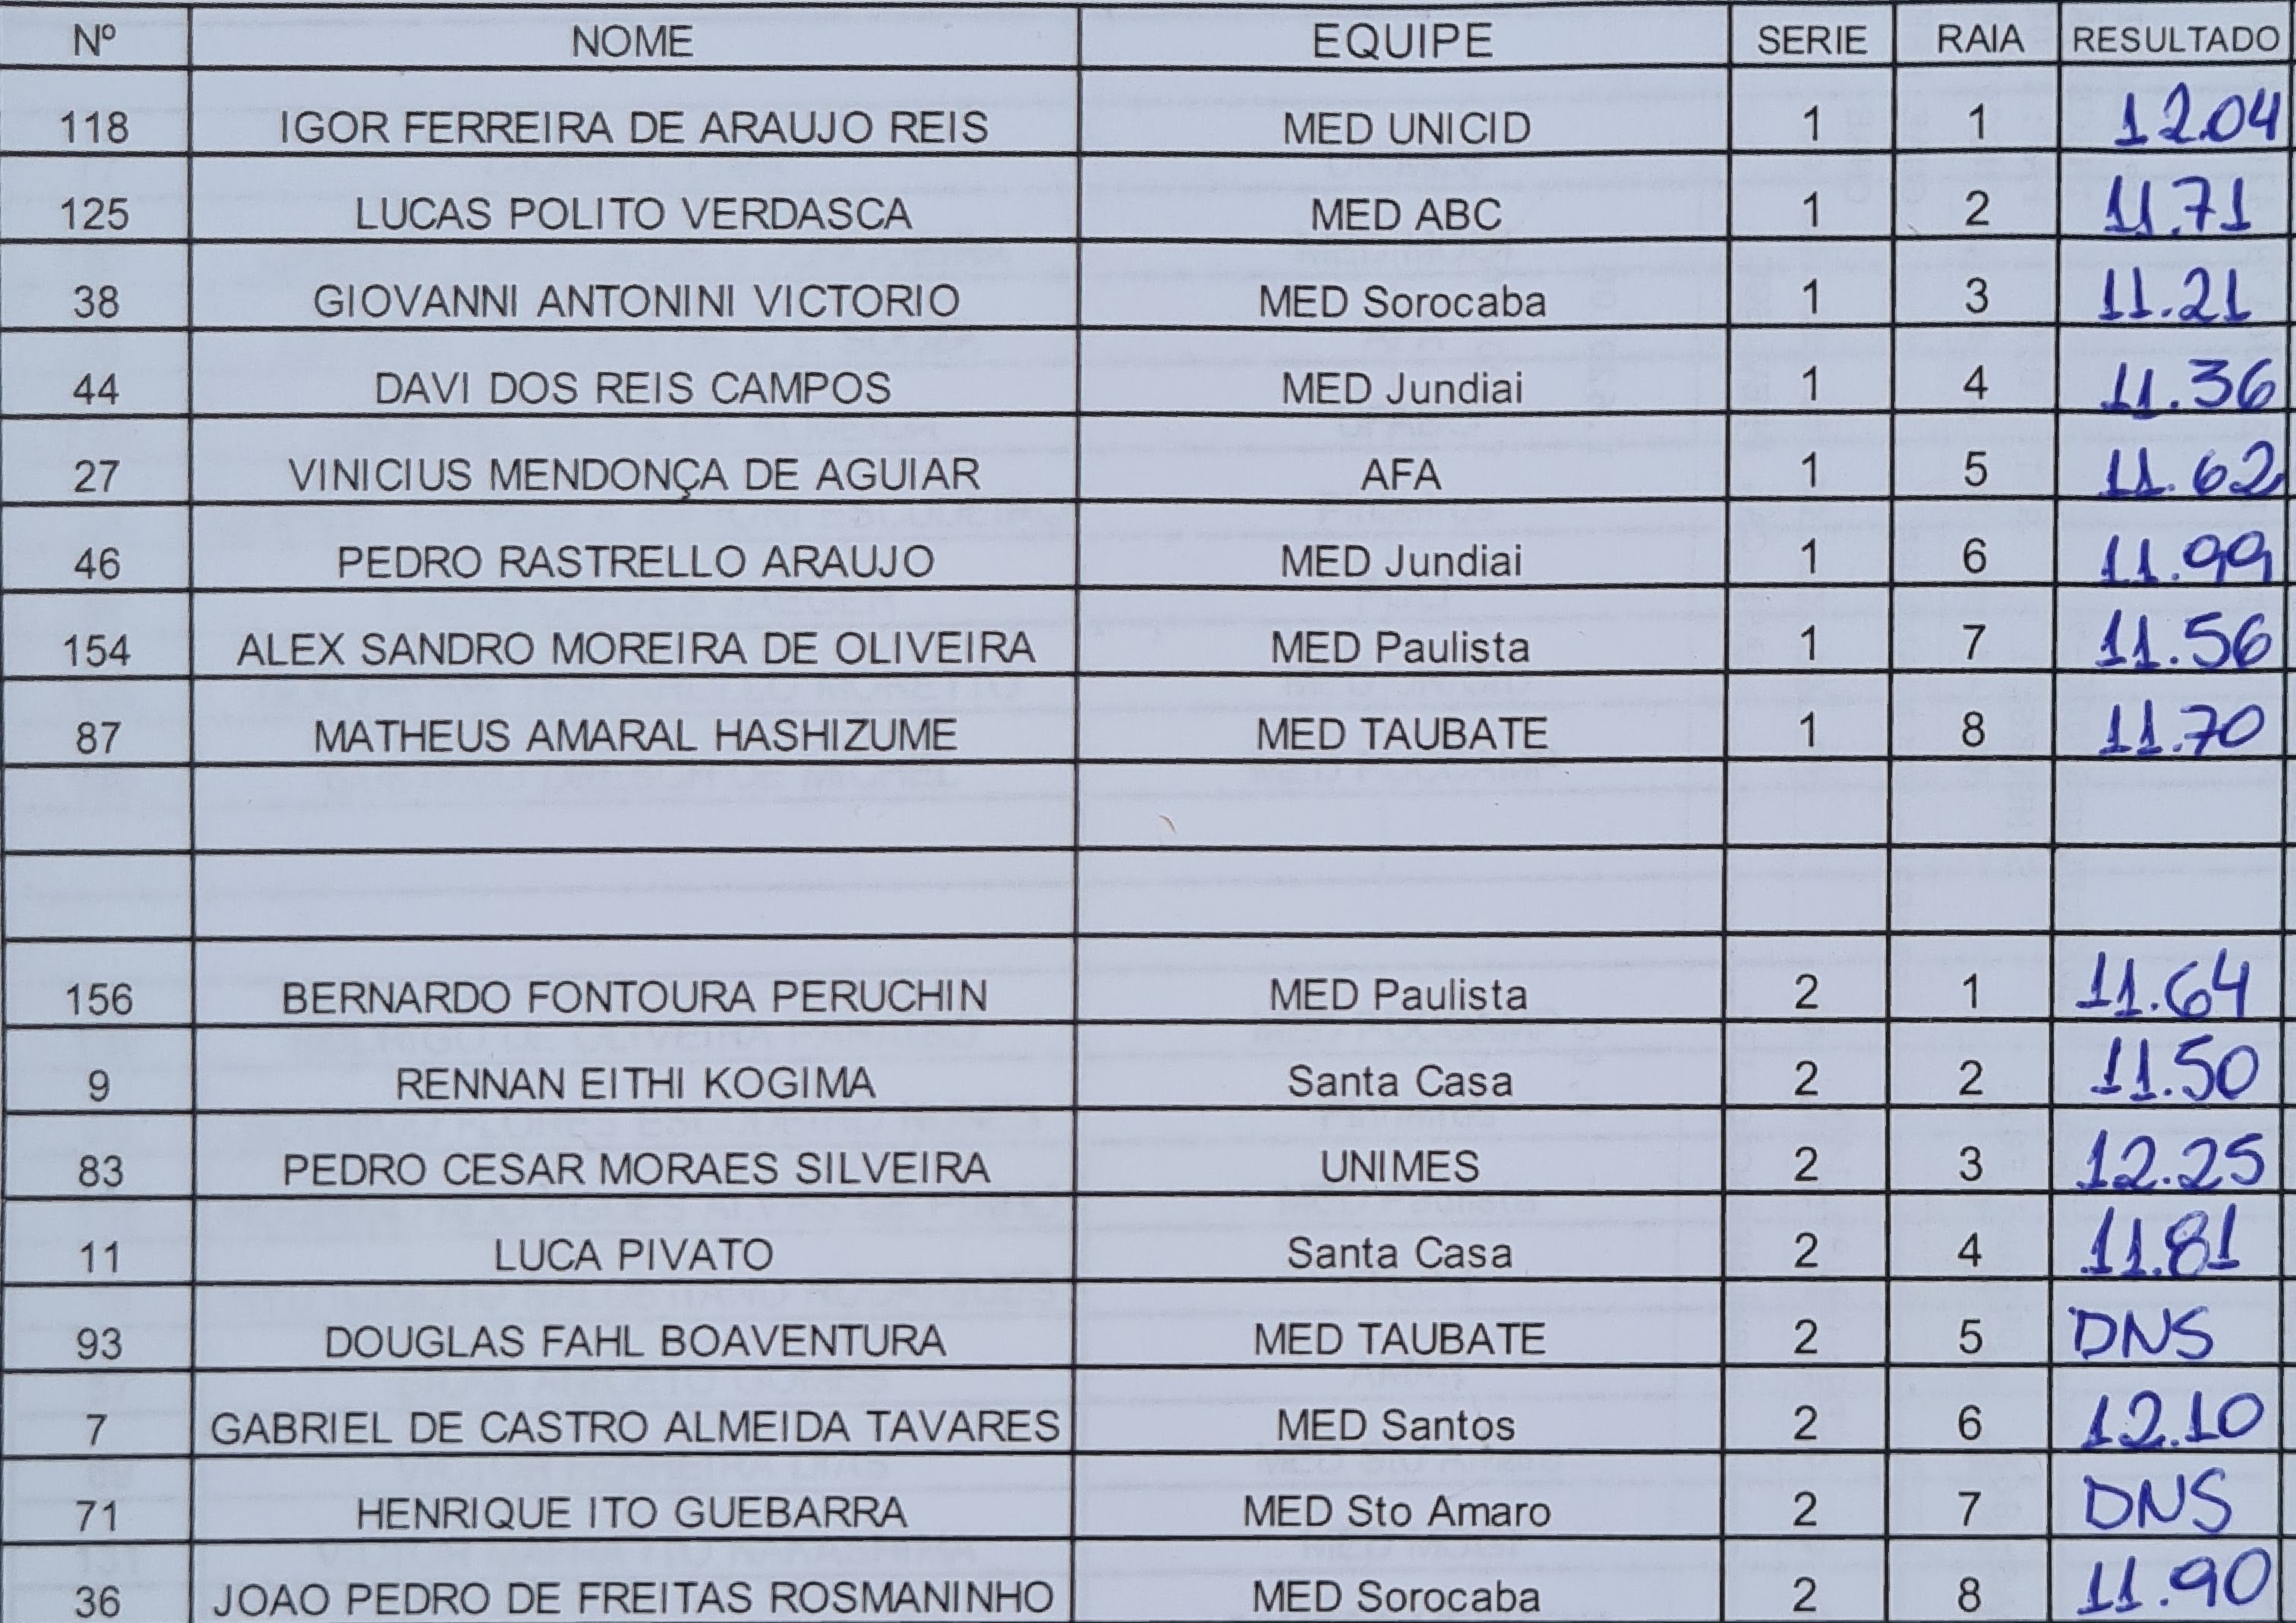 Nº NOME EQUIPE SERIE RAIA RESULTADO
118 IGOR FERREIRA DE ARAUJO REIS MED UNICID 1 1 12.04
125 LUCAS POLITO VERDASCA MED ABC 1 2 11.71
38 GIOVANNI ANTONINI VICTORIO MED Sorocaba 1 3 11.21
44 DAVI DOS REIS CAMPOS MED Jundiai 1 4 11.36
27 VINICIUS MENDONÇA DE AGUIAR AFA 1 5 11.62
46 PEDRO RASTRELLO ARAUJO MED Jundiai 1 6 11.99
154 ALEX SANDRO MOREIRA DE OLIVEIRA MED Paulista 1 7 11.56
87 MATHEUS AMARAL HASHIZUME MED TAUBATE 1 8 11.70
156 BERNARDO FONTOURA PERUCHIN MED Paulista 2 1 11.64
9 RENNAN EITHI KOGIMA Santa Casa 2 2 11.50
83 PEDRO CESAR MORAES SILVEIRA UNIMES 2 3 12.25
11 LUCA PIVATO Santa Casa 2 4 11.81
93 DOUGLAS FAHL BOAVENTURA MED TAUBATE 2 5 DNS
7 GABRIEL DE CASTRO ALMEIDA TAVARES MED Santos 2 6 12.10
71 HENRIQUE ITO GUEBARRA MED Sto Amaro 2 7 DNS
36 JOAO PEDRO DE FREITAS ROSMANINHO MED Sorocaba 2 8 11.90